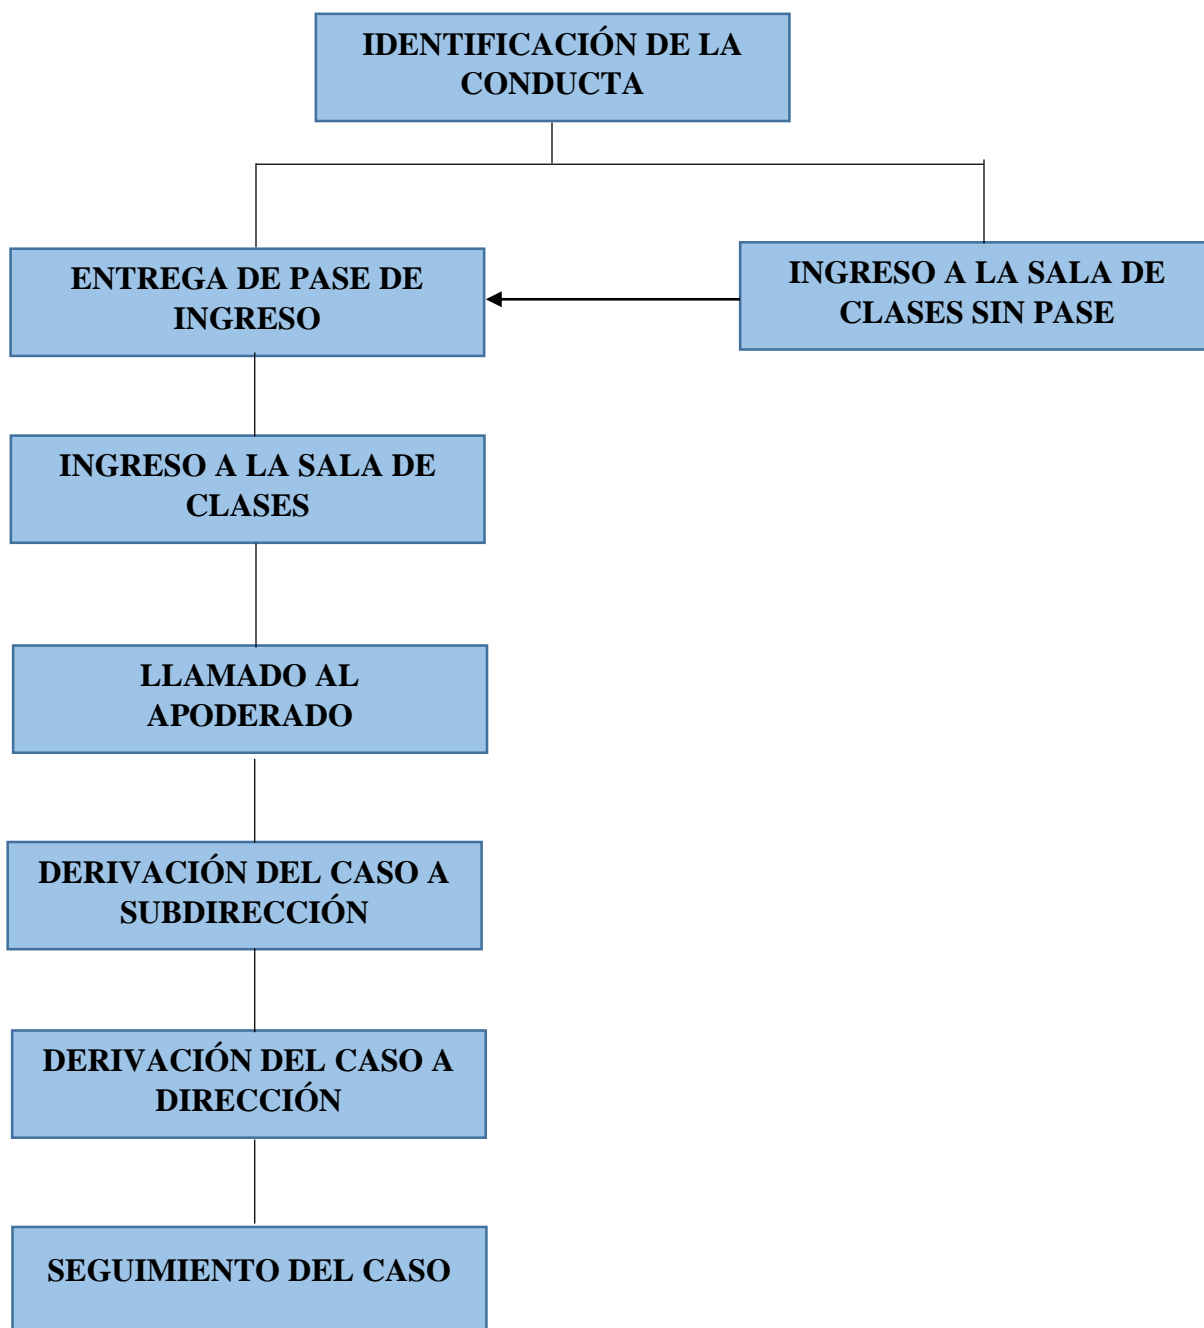 IDENTIFICACIÓN DE LA
CONDUCTA
ENTREGA DE PASE DE
INGRESO
INGRESO A LA SALA DE
CLASES SIN PASE
INGRESO A LA SALA DE
CLASES
LLAMADO AL
APODERADO
DERIVACIÓN DEL CASO A
SUBDIRECCIÓN
DERIVACIÓN DEL CASO A
DIRECCIÓN
SEGUIMIENTO DEL CASO